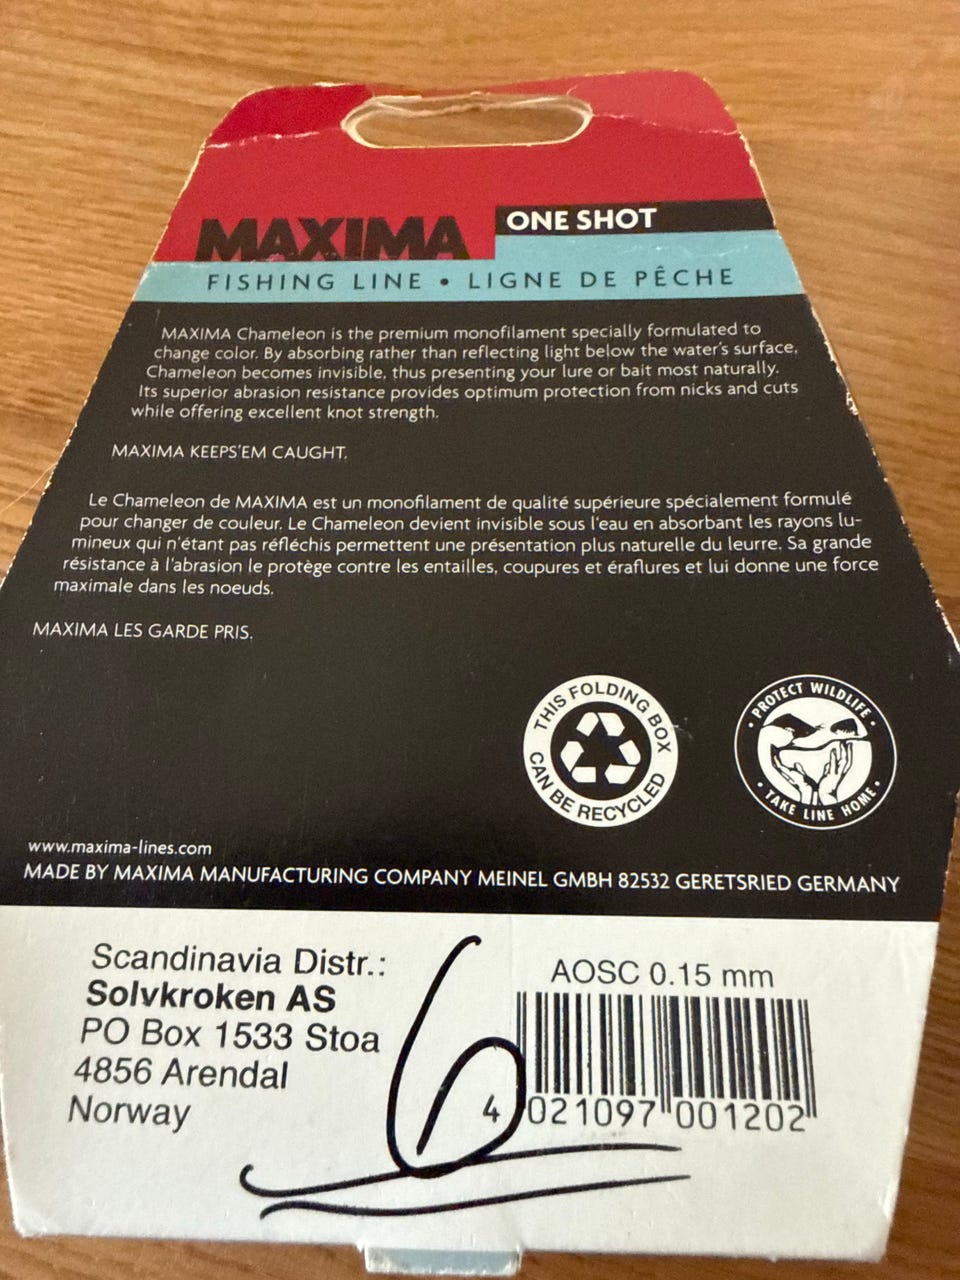 MAXIMA ONE SHOT
FISHING LINE • LIGNE DE PÊCHE
MAXIMA Chameleon is the premium monofilament specially formulated to
change color. By absorbing rather than reflecting light below the water's surface,
Chameleon becomes invisible, thus presenting your lure or bait most naturally.
Its superior abrasion resistance provides optimum protection from nicks and cuts
while offering excellent knot strength.
MAXIMA KEEPS'EM CAUGHT.
Le Chameleon de MAXIMA est un monofilament de qualité supérieure spécialement formulé
pour changer de couleur. Le Chameleon devient invisible sous l'eau en absorbant les rayons lu-
mineux qui n'étant pas réfléchis permettent une présentation plus naturelle du leurre. Sa grande
résistance à l'abrasion le protège contre les entailles, coupures et éraflures et lui donne une force
maximale dans les noeuds.
MAXIMA LES GARDE PRIS.
THIS FOLDING BOX
CAN BE RECYCLED
• PROTECT WILDLIFE •
• TAKE LINE HOME •
www.maxima-lines.com
MADE BY MAXIMA MANUFACTURING COMPANY MEINEL GMBH 82532 GERETSRIED GERMANY
Scandinavia Distr.:
Solvkroken AS
PO Box 1533 Stoa
4856 Arendal
Norway
6
AOSC 0.15 mm
4 021097 001202